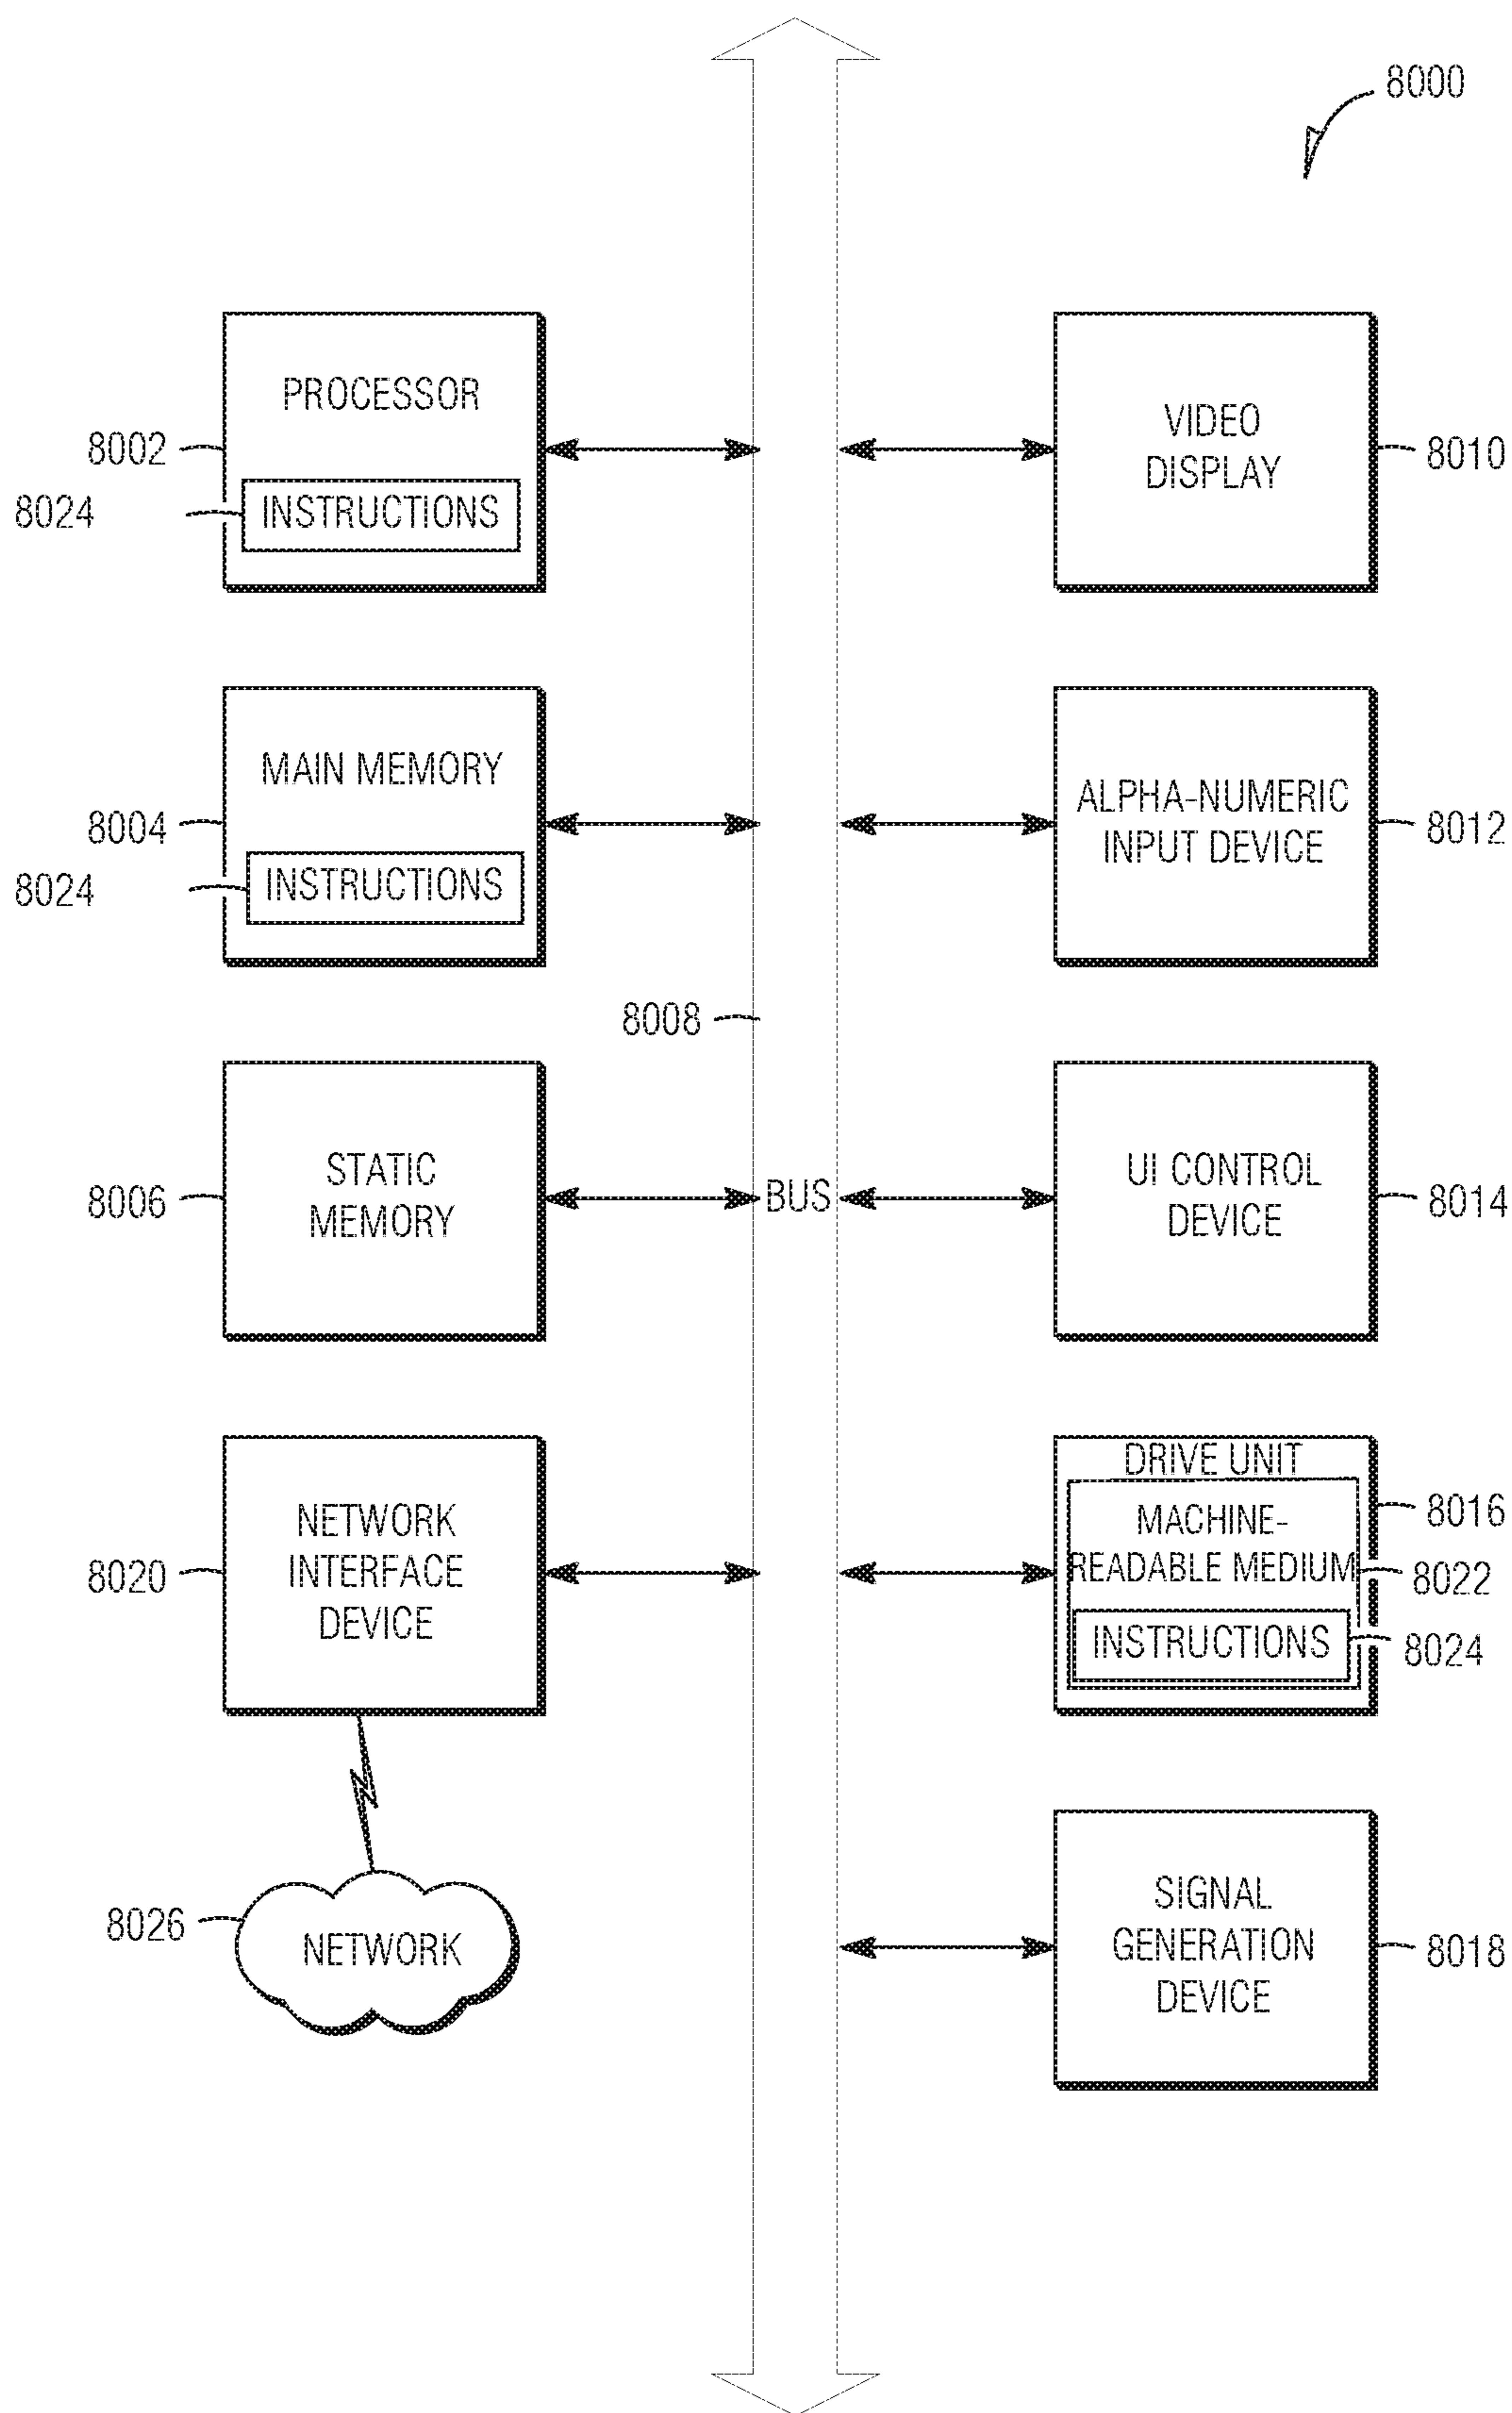 8000
PROCESSOR
8002
INSTRUCTIONS
8024
VIDEO
DISPLAY
8010
MAIN MEMORY
8004
INSTRUCTIONS
8024
ALPHA-NUMERIC
INPUT DEVICE
8012
8008
STATIC
MEMORY
8006
BUS
UI CONTROL
DEVICE
8014
NETWORK
INTERFACE
DEVICE
8020
DRIVE UNIT
8016
MACHINE-
READABLE MEDIUM
8022
INSTRUCTIONS
8024
8026
NETWORK
SIGNAL
GENERATION
DEVICE
8018